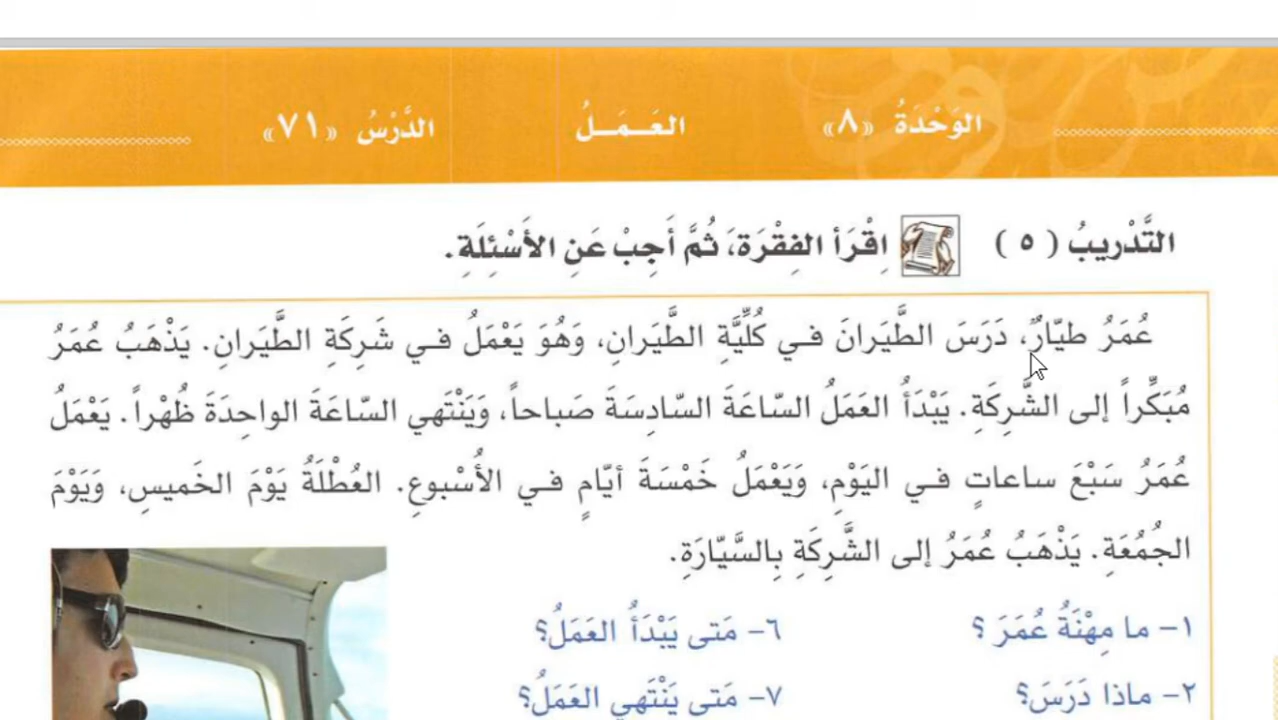 الوَحْدَةُ «٨» العَـمَـلُ الدَّرْسُ «٧١»
التَّدْرِيبُ ( ٥ ) اِقْرَأ الفِقْرَةَ، ثُمَّ أَجِبْ عَنِ الأَسْئِلَةِ.
عُمَرُ طيّارٌ، دَرَسَ الطَّيَرانَ في كُلِّيَّةِ الطَّيَرانِ، وَهُوَ يَعْمَلُ في شَرِكَةِ الطَّيَرانِ. يَذْهَبُ عُمَرُ
مُبَكِّراً إلى الشَّرِكَةِ. يَبْدَأُ العَمَلُ السّاعَةَ السّادِسَةَ صَباحاً، وَيَنْتَهي السّاعَةَ الواحِدَةَ ظُهْراً. يَعْمَلُ
عُمَرُ سَبْعَ ساعاتٍ في اليَوْمِ، وَيَعْمَلُ خَمْسَةَ أيّامٍ في الأُسْبوعِ. العُطْلَةُ يَوْمَ الخَميسِ، وَيَوْمَ
الجُمُعَةِ. يَذْهَبُ عُمَرُ إلى الشَّرِكَةِ بِالسَّيّارَةِ.
١- ما مِهْنَةُ عُمَرَ ؟ ٦- مَتى يَبْدَأُ العَمَلُ؟
٢- ماذا دَرَسَ؟ ٧- مَتى يَنْتَهي العَمَلُ؟